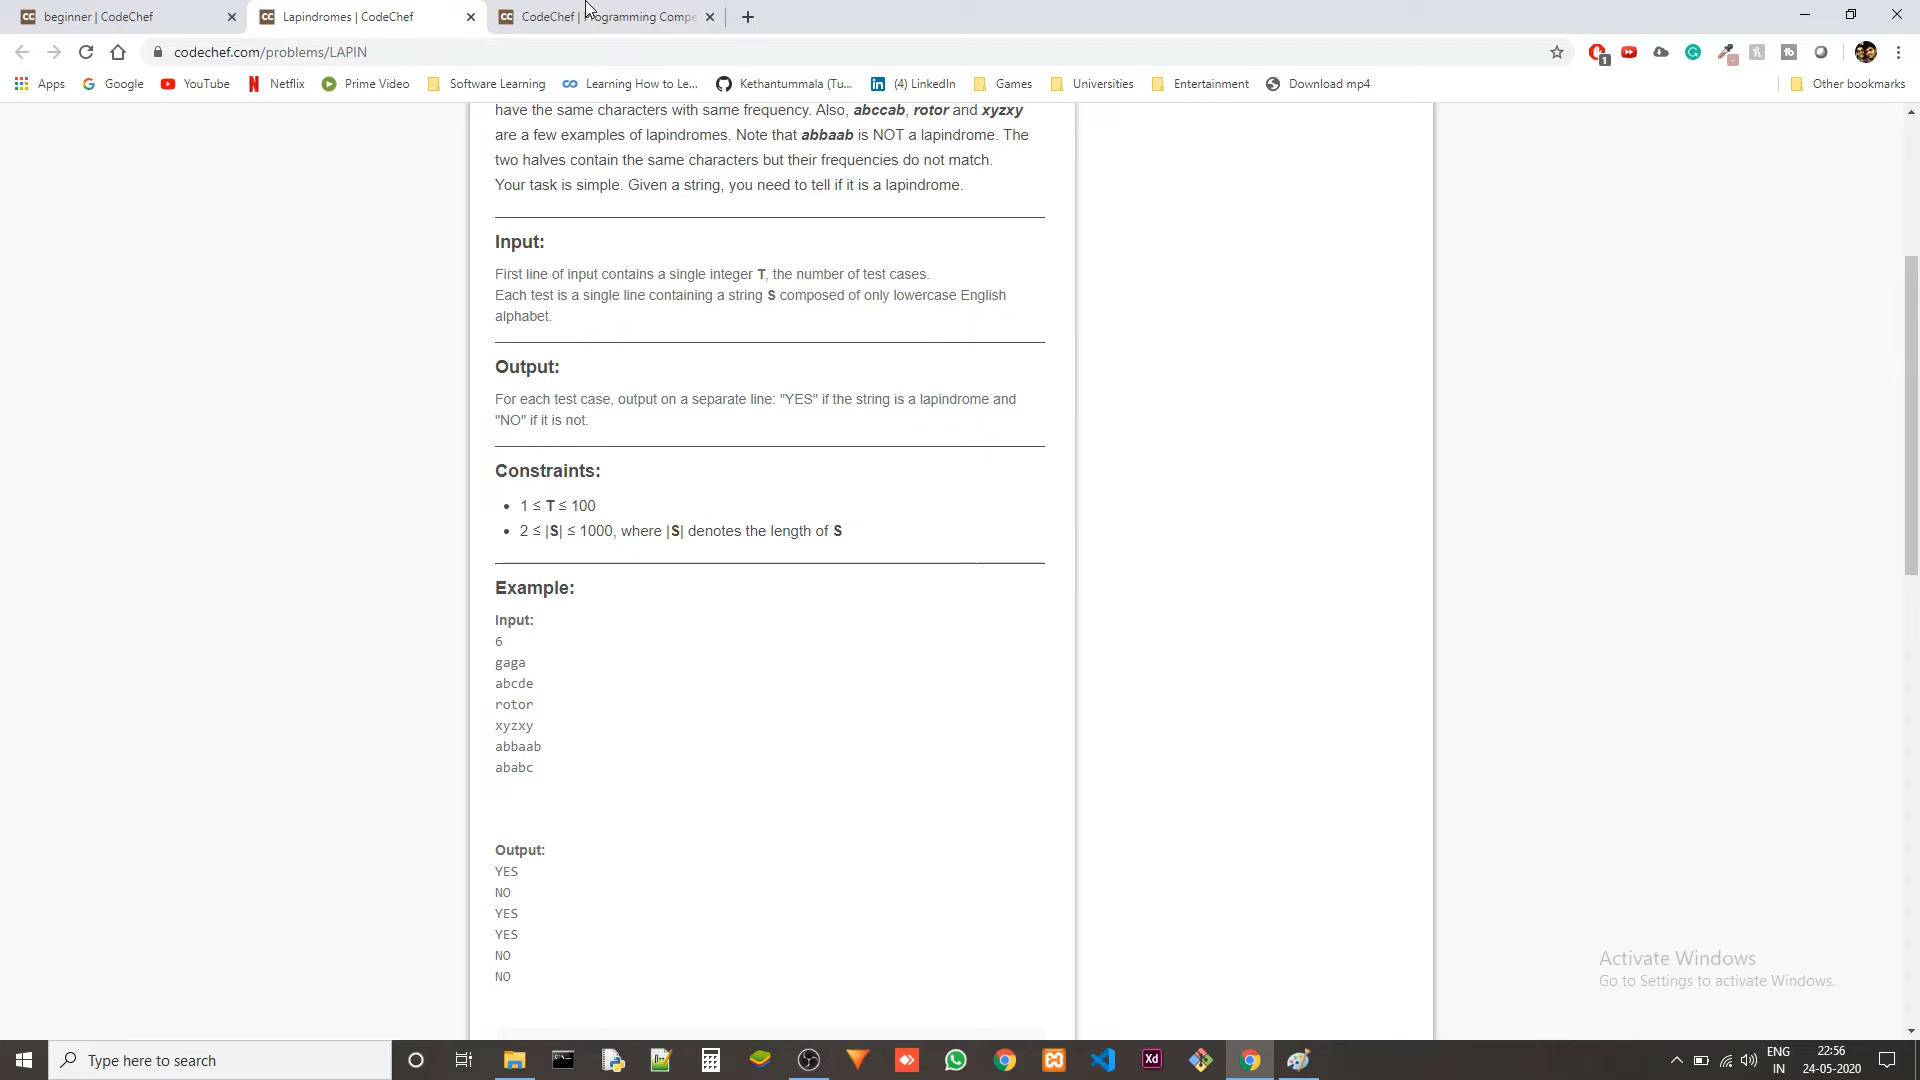 beginner | CodeChef
Lapindromes | CodeChef
CodeChef | Programming Compe
codechef.com/problems/LAPIN
1
Apps
Google
YouTube
Netflix
Prime Video
Software Learning
Learning How to Le...
Kethantummala (Tu...
(4) LinkedIn
Games
Universities
Entertainment
Download mp4
Other bookmarks
have the same characters with same frequency. Also, abccab, rotor and xyzxy
are a few examples of lapindromes. Note that abbaab is NOT a lapindrome. The
two halves contain the same characters but their frequencies do not match.
Your task is simple. Given a string, you need to tell if it is a lapindrome.
Input:
First line of input contains a single integer T, the number of test cases.
Each test is a single line containing a string S composed of only lowercase English
alphabet.
Output:
For each test case, output on a separate line: "YES" if the string is a lapindrome and
"NO" if it is not.
Constraints:
• 1 ≤ T ≤ 100
• 2 ≤ |S| ≤ 1000, where |S| denotes the length of S
Example:
Input:
6
gaga
abcde
rotor
xyzxy
abbaab
ababc
Output:
YES
NO
YES
YES
NO
NO
Activate Windows
Go to Settings to activate Windows.
Type here to search
Xd
ENG
IN
22:56
24-05-2020